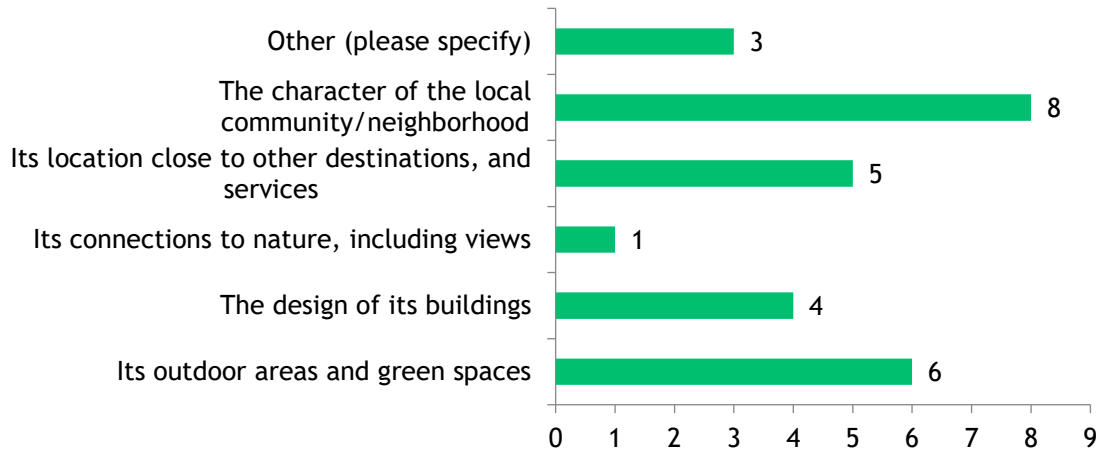 Other (please specify)
3
The character of the local
community/neighborhood
8
Its location close to other destinations, and
services
5
Its connections to nature, including views
1
The design of its buildings
4
Its outdoor areas and green spaces
6
0 1 2 3 4 5 6 7 8 9